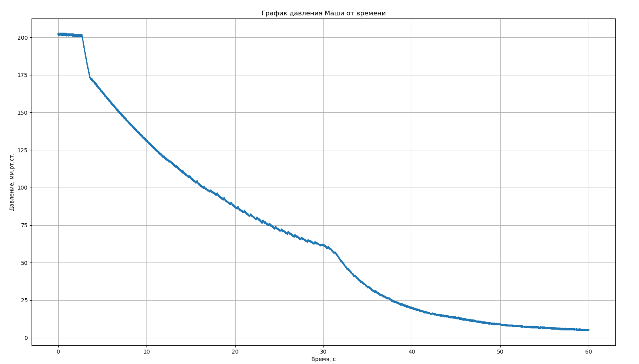 График давления Маши от времени
Давление, мм.рт.ст.
200
175
150
125
100
75
50
25
0
0 10 20 30 40 50 60
Время, с